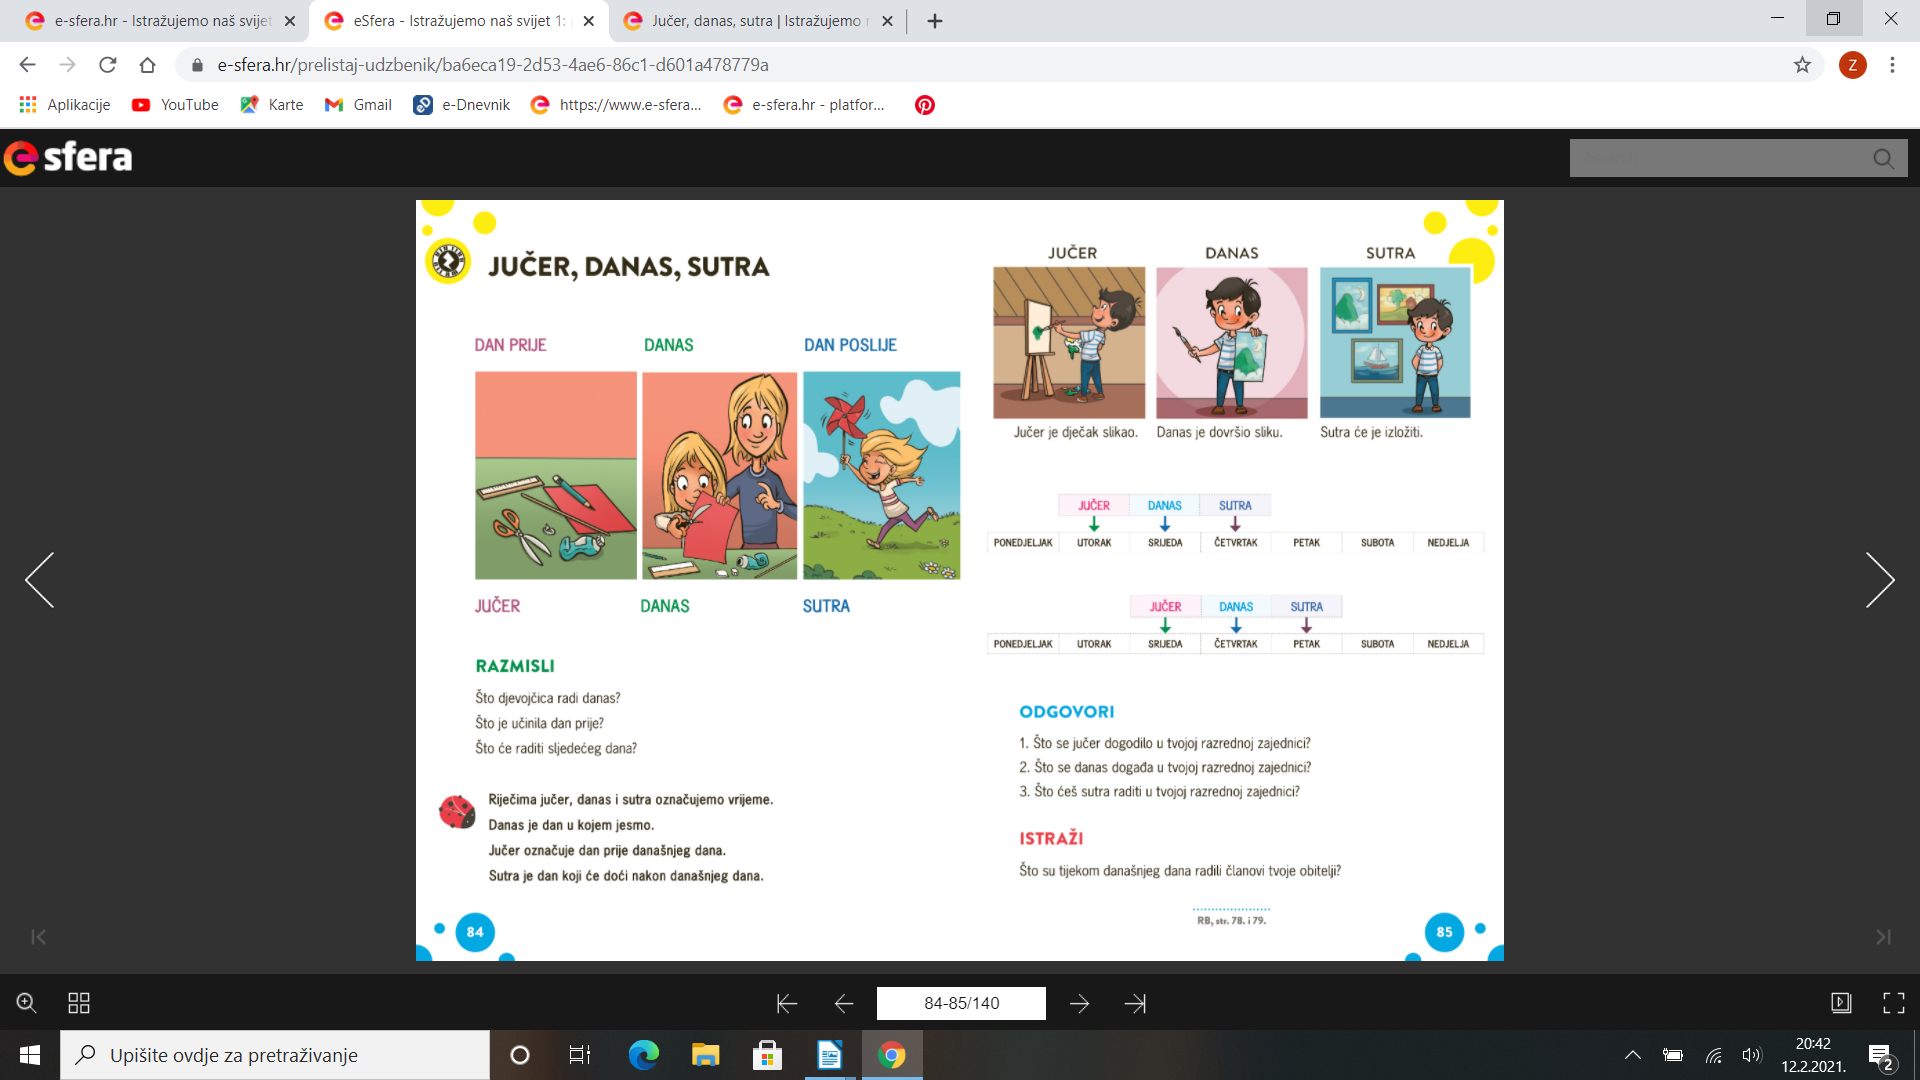 e-sfera.hr - Istražujemo naš svijet
eSfera - Istražujemo naš svijet 1:
Jučer, danas, sutra | Istražujemo
e-sfera.hr/prelistaj-udzbenik/ba6eca19-2d53-4ae6-86c1-d601a478779a
Z
Aplikacije
YouTube
Karte
Gmail
e-Dnevnik
https://www.e-sfera...
e-sfera.hr - platfor...
e sfera
JUČER, DANAS, SUTRA
DAN PRIJE
DANAS
DAN POSLIJE
JUČER
DANAS
SUTRA
RAZMISLI
Što djevojčica radi danas?
Što je učinila dan prije?
Što će raditi sljedećeg dana?
Riječima jučer, danas i sutra označujemo vrijeme.
Danas je dan u kojem jesmo.
Jučer označuje dan prije današnjeg dana.
Sutra je dan koji će doći nakon današnjeg dana.
84
JUČER
DANAS
SUTRA
Jučer je dječak slikao.
Danas je dovršio sliku.
Sutra će je izložiti.
JUČER DANAS SUTRA
PONEDJELJAK UTORAK SRIJEDA ČETVRTAK PETAK SUBOTA NEDJELJA
JUČER DANAS SUTRA
PONEDJELJAK UTORAK SRIJEDA ČETVRTAK PETAK SUBOTA NEDJELJA
ODGOVORI
1. Što se jučer dogodilo u tvojoj razrednoj zajednici?
2. Što se danas događa u tvojoj razrednoj zajednici?
3. Što ćeš sutra raditi u tvojoj razrednoj zajednici?
ISTRAŽI
Što su tijekom današnjeg dana radili članovi tvoje obitelji?
RB, str. 78. i 79.
85
84-85/140
Upišite ovdje za pretraživanje
20:42
12.2.2021.
2